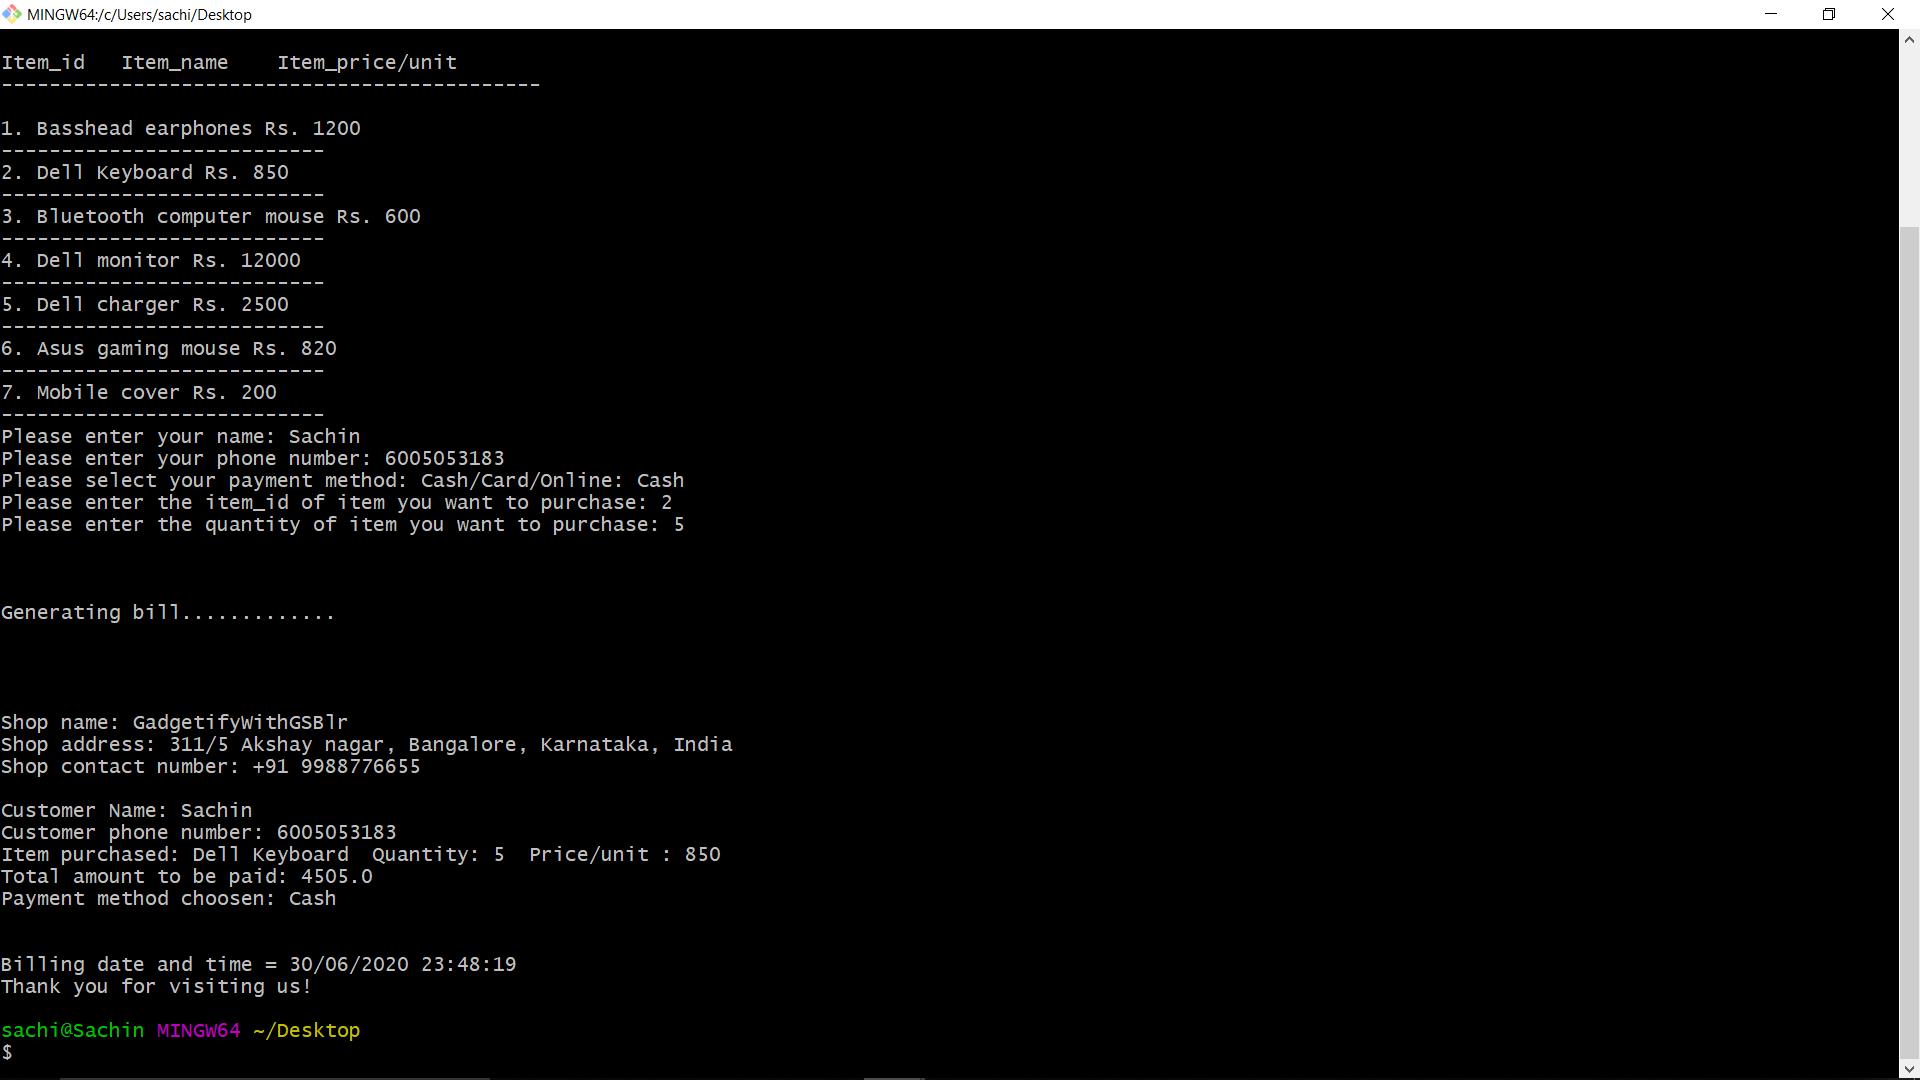 MINGW64:/c/Users/sachi/Desktop
Item_id   Item_name    Item_price/unit
---------------------------------------------
1. Basshead earphones Rs. 1200
---------------------------
2. Dell Keyboard Rs. 850
---------------------------
3. Bluetooth computer mouse Rs. 600
---------------------------
4. Dell monitor Rs. 12000
---------------------------
5. Dell charger Rs. 2500
---------------------------
6. Asus gaming mouse Rs. 820
---------------------------
7. Mobile cover Rs. 200
---------------------------
Please enter your name: Sachin
Please enter your phone number: 6005053183
Please select your payment method: Cash/Card/Online: Cash
Please enter the item_id of item you want to purchase: 2
Please enter the quantity of item you want to purchase: 5
Generating bill.............
Shop name: GadgetifyWithGSBlr
Shop address: 311/5 Akshay nagar, Bangalore, Karnataka, India
Shop contact number: +91 9988776655
Customer Name: Sachin
Customer phone number: 6005053183
Item purchased: Dell Keyboard  Quantity: 5  Price/unit : 850
Total amount to be paid: 4505.0
Payment method choosen: Cash
Billing date and time = 30/06/2020 23:48:19
Thank you for visiting us!
sachi@Sachin MINGW64 ~/Desktop
$